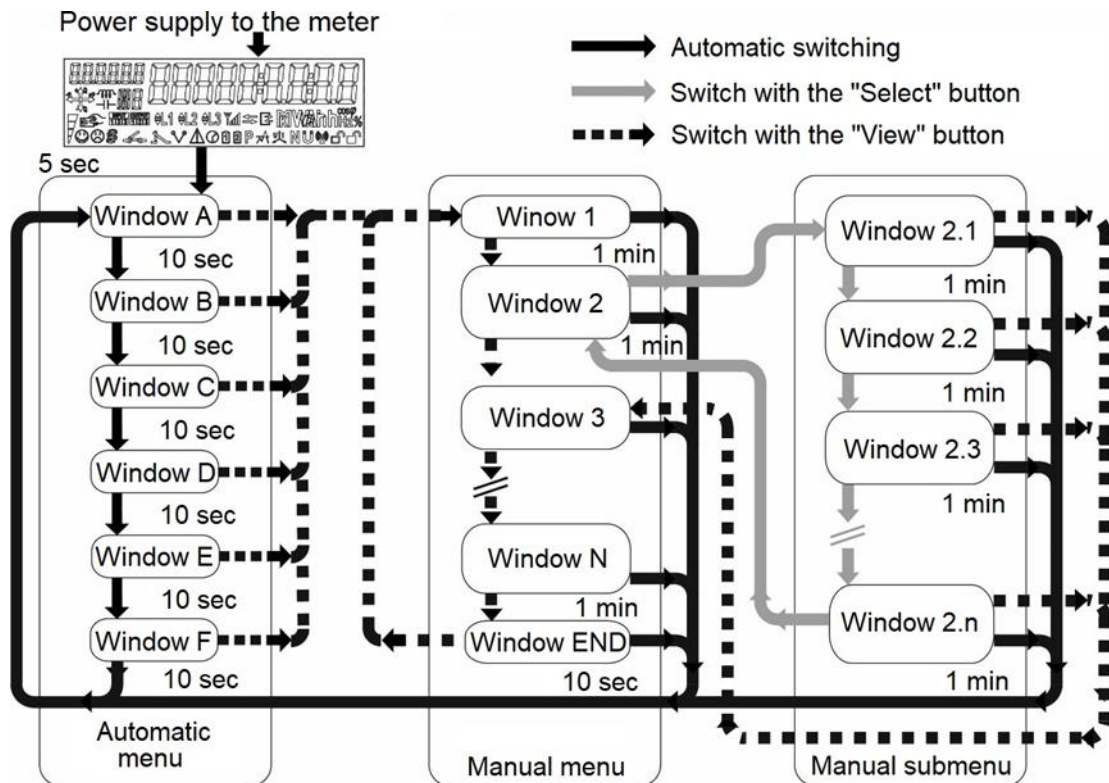 Power supply to the meter
L1 L2 L3
5 sec
Automatic switching
Switch with the "Select" button
Switch with the "View" button
Window A
10 sec
Window B
10 sec
Window C
10 sec
Window D
10 sec
Window E
10 sec
Window F
10 sec
Automatic
menu
Winow 1
1 min
Window 2
1 min
Window 3
Window N
1 min
Window END
10 sec
Manual menu
Window 2.1
1 min
Window 2.2
1 min
Window 2.3
1 min
Window 2.n
1 min
Manual submenu